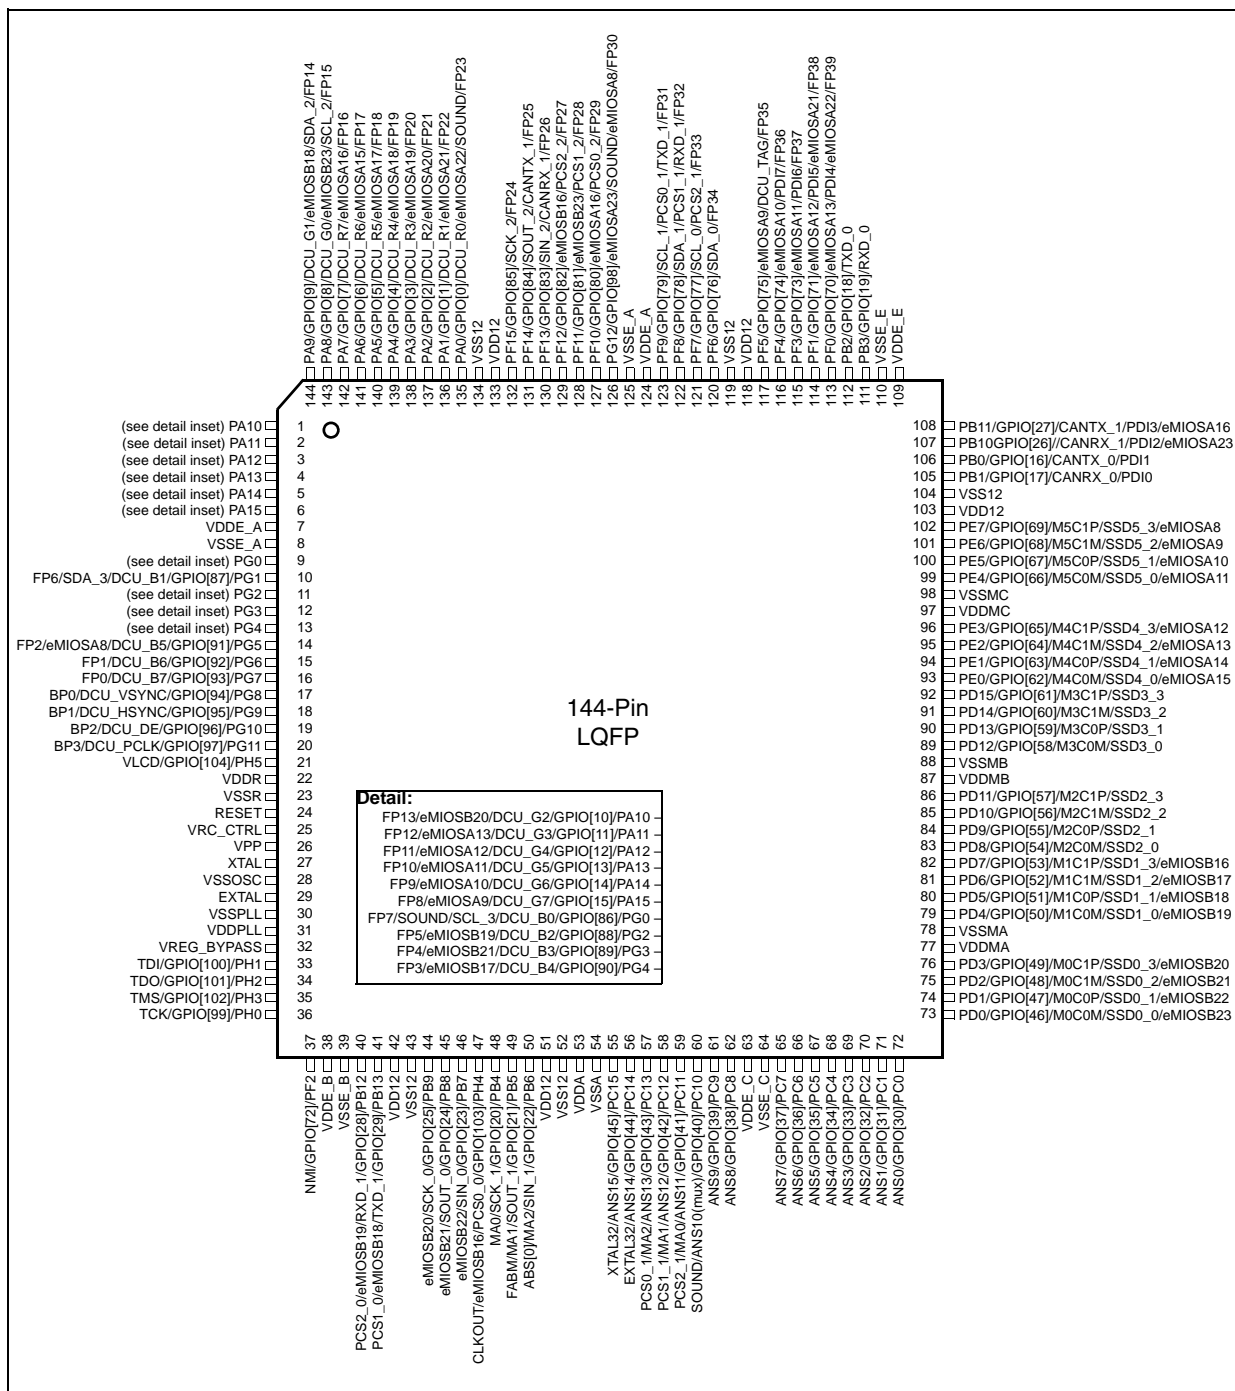 PA9/GPIO[9]/DCU_G1/eMIOSB18/SDA_2/FP14
PA8/GPIO[8]/DCU_G0/eMIOSB23/SCL_2/FP15
PA7/GPIO[7]/DCU_R7/eMIOSA16/FP16
PA6/GPIO[6]/DCU_R6/eMIOSA15/FP17
PA5/GPIO[5]/DCU_R5/eMIOSA17/FP18
PA4/GPIO[4]/DCU_R4/eMIOSA18/FP19
PA3/GPIO[3]/DCU_R3/eMIOSA19/FP20
PA2/GPIO[2]/DCU_R2/eMIOSA20/FP21
PA1/GPIO[1]/DCU_R1/eMIOSA21/FP22
PA0/GPIO[0]/DCU_R0/eMIOSA22/SOUND/FP23
VSS12
VDD12
PF15/GPIO[85]/SCK_2/FP24
PF14/GPIO[84]/SOUT_2/CANTX_1/FP25
PF13/GPIO[83]/SIN_2/CANRX_1/FP26
PF12/GPIO[82]/eMIOSB16/PCS2_2/FP27
PF11/GPIO[81]/eMIOSB23/PCS1_2/FP28
PF10/GPIO[80]/eMIOSA16/PCS0_2/FP29
PG12/GPIO[98]/eMIOSA23/SOUND/eMIOSA8/FP30
VSSE_A
VDDE_A
PF9/GPIO[79]/SCL_1/PCS0_1/TXD_1/FP31
PF8/GPIO[78]/SDA_1/PCS1_1/RXD_1/FP32
PF7/GPIO[77]/SCL_0/PCS2_1/FP33
PF6/GPIO[76]/SDA_0/FP34
VSS12
VDD12
PF5/GPIO[75]/eMIOSA9/DCU_TAG/FP35
PF4/GPIO[74]/eMIOSA10/PDI7/FP36
PF3/GPIO[73]/eMIOSA11/PDI6/FP37
PF1/GPIO[71]/eMIOSA12/PDI5/eMIOSA21/FP38
PF0/GPIO[70]/eMIOSA13/PDI4/eMIOSA22/FP39
PB2/GPIO[18]/TXD_0
PB3/GPIO[19]/RXD_0
VSSE_E
VDDE_E
144 143 142 141 140 139 138 137 136 135 134 133 132 131 130 129 128 127 126 125 124 123 122 121 120 119 118 117 116 115 114 113 112 111 110 109
(see detail inset) PA10 1
(see detail inset) PA11 2
(see detail inset) PA12 3
(see detail inset) PA13 4
(see detail inset) PA14 5
(see detail inset) PA15 6
VDDE_A 7
VSSE_A 8
(see detail inset) PG0 9
FP6/SDA_3/DCU_B1/GPIO[87]/PG1 10
(see detail inset) PG2 11
(see detail inset) PG3 12
(see detail inset) PG4 13
FP2/eMIOSA8/DCU_B5/GPIO[91]/PG5 14
FP1/DCU_B6/GPIO[92]/PG6 15
FP0/DCU_B7/GPIO[93]/PG7 16
BP0/DCU_VSYNC/GPIO[94]/PG8 17
BP1/DCU_HSYNC/GPIO[95]/PG9 18
BP2/DCU_DE/GPIO[96]/PG10 19
BP3/DCU_PCLK/GPIO[97]/PG11 20
VLCD/GPIO[104]/PH5 21
VDDR 22
VSSR 23
RESET 24
VRC_CTRL 25
VPP 26
XTAL 27
VSSOSC 28
EXTAL 29
VSSPLL 30
VDDPLL 31
VREG_BYPASS 32
TDI/GPIO[100]/PH1 33
TDO/GPIO[101]/PH2 34
TMS/GPIO[102]/PH3 35
TCK/GPIO[99]/PH0 36
144-Pin
LQFP
Detail:
FP13/eMIOSB20/DCU_G2/GPIO[10]/PA10
FP12/eMIOSA13/DCU_G3/GPIO[11]/PA11
FP11/eMIOSA12/DCU_G4/GPIO[12]/PA12
FP10/eMIOSA11/DCU_G5/GPIO[13]/PA13
FP9/eMIOSA10/DCU_G6/GPIO[14]/PA14
FP8/eMIOSA9/DCU_G7/GPIO[15]/PA15
FP7/SOUND/SCL_3/DCU_B0/GPIO[86]/PG0
FP5/eMIOSB19/DCU_B2/GPIO[88]/PG2
FP4/eMIOSB21/DCU_B3/GPIO[89]/PG3
FP3/eMIOSB17/DCU_B4/GPIO[90]/PG4
108 PB11/GPIO[27]/CANTX_1/PDI3/eMIOSA16
107 PB10GPIO[26]//CANRX_1/PDI2/eMIOSA23
106 PB0/GPIO[16]/CANTX_0/PDI1
105 PB1/GPIO[17]/CANRX_0/PDI0
104 VSS12
103 VDD12
102 PE7/GPIO[69]/M5C1P/SSD5_3/eMIOSA8
101 PE6/GPIO[68]/M5C1M/SSD5_2/eMIOSA9
100 PE5/GPIO[67]/M5C0P/SSD5_1/eMIOSA10
99 PE4/GPIO[66]/M5C0M/SSD5_0/eMIOSA11
98 VSSMC
97 VDDMC
96 PE3/GPIO[65]/M4C1P/SSD4_3/eMIOSA12
95 PE2/GPIO[64]/M4C1M/SSD4_2/eMIOSA13
94 PE1/GPIO[63]/M4C0P/SSD4_1/eMIOSA14
93 PE0/GPIO[62]/M4C0M/SSD4_0/eMIOSA15
92 PD15/GPIO[61]/M3C1P/SSD3_3
91 PD14/GPIO[60]/M3C1M/SSD3_2
90 PD13/GPIO[59]/M3C0P/SSD3_1
89 PD12/GPIO[58/M3C0M/SSD3_0
88 VSSMB
87 VDDMB
86 PD11/GPIO[57]/M2C1P/SSD2_3
85 PD10/GPIO[56]/M2C1M/SSD2_2
84 PD9/GPIO[55]/M2C0P/SSD2_1
83 PD8/GPIO[54]/M2C0M/SSD2_0
82 PD7/GPIO[53]/M1C1P/SSD1_3/eMIOSB16
81 PD6/GPIO[52]/M1C1M/SSD1_2/eMIOSB17
80 PD5/GPIO[51]/M1C0P/SSD1_1/eMIOSB18
79 PD4/GPIO[50]/M1C0M/SSD1_0/eMIOSB19
78 VSSMA
77 VDDMA
76 PD3/GPIO[49]/M0C1P/SSD0_3/eMIOSB20
75 PD2/GPIO[48]/M0C1M/SSD0_2/eMIOSB21
74 PD1/GPIO[47]/M0C0P/SSD0_1/eMIOSB22
73 PD0/GPIO[46]/M0C0M/SSD0_0/eMIOSB23
37 38 39 40 41 42 43 44 45 46 47 48 49 50 51 52 53 54 55 56 57 58 59 60 61 62 63 64 65 66 67 68 69 70 71 72
NMI/GPIO[72]/PF2
VDDE_B
VSSE_B
PCS2_0/eMIOSB19/RXD_1/GPIO[28]/PB12
PCS1_0/eMIOSB18/TXD_1/GPIO[29]/PB13
VDD12
VSS12
eMIOSB20/SCK_0/GPIO[25]/PB9
eMIOSB21/SOUT_0/GPIO[24]/PB8
eMIOSB22/SIN_0/GPIO[23]/PB7
CLKOUT/eMIOSB16/PCS0_0/GPIO[103]/PH4
MA0/SCK_1/GPIO[20]/PB4
FABM/MA1/SOUT_1/GPIO[21]/PB5
ABS[0]/MA2/SIN_1/GPIO[22]/PB6
VDD12
VSS12
VDDA
VSSA
XTAL32/ANS15/GPIO[45]/PC15
EXTAL32/ANS14/GPIO[44]/PC14
PCS0_1/MA2/ANS13/GPIO[43]/PC13
PCS1_1/MA1/ANS12/GPIO[42]/PC12
PCS2_1/MA0/ANS11/GPIO[41]/PC11
SOUND/ANS10(mux)/GPIO[40]/PC10
ANS9/GPIO[39]/PC9
ANS8/GPIO[38]/PC8
VDDE_C
VSSE_C
ANS7/GPIO[37]/PC7
ANS6/GPIO[36]/PC6
ANS5/GPIO[35]/PC5
ANS4/GPIO[34]/PC4
ANS3/GPIO[33]/PC3
ANS2/GPIO[32]/PC2
ANS1/GPIO[31]/PC1
ANS0/GPIO[30]/PC0